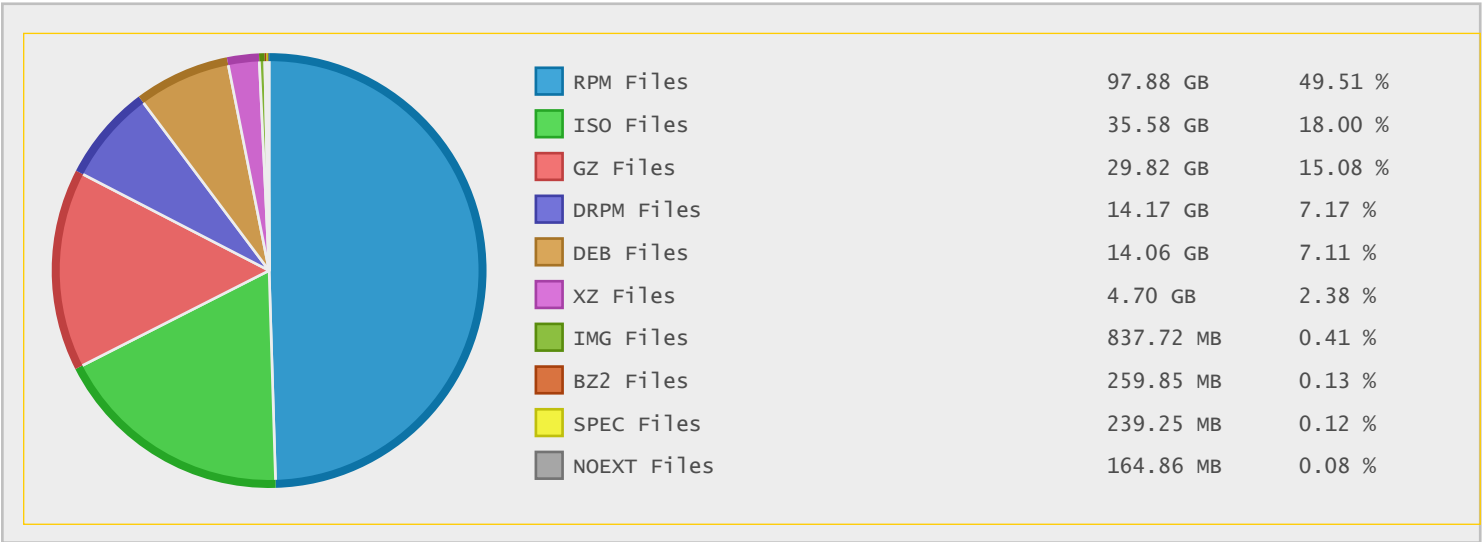 RPM Files 97.88 GB 49.51 %
ISO Files 35.58 GB 18.00 %
GZ Files 29.82 GB 15.08 %
DRPM Files 14.17 GB 7.17 %
DEB Files 14.06 GB 7.11 %
XZ Files 4.70 GB 2.38 %
IMG Files 837.72 MB 0.41 %
BZ2 Files 259.85 MB 0.13 %
SPEC Files 239.25 MB 0.12 %
NOEXT Files 164.86 MB 0.08 %